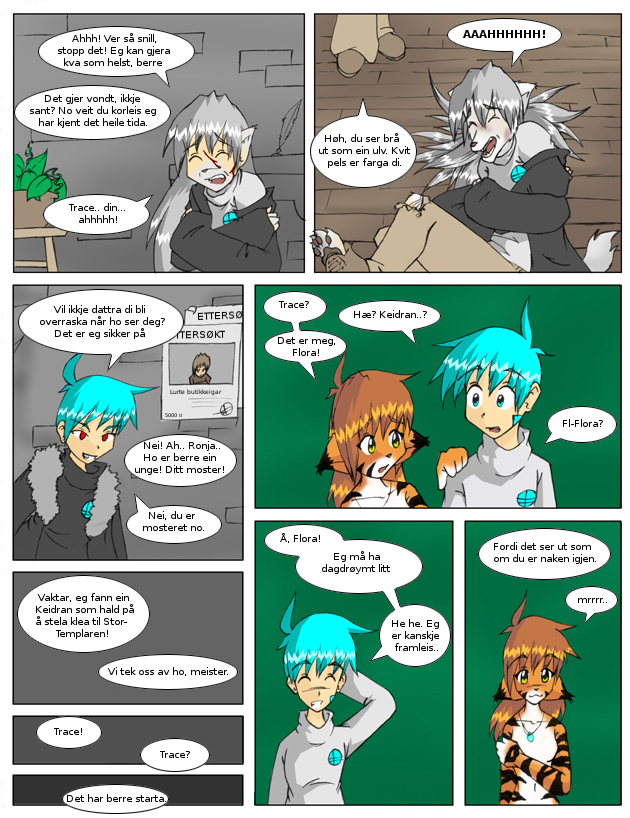 Ahhh! Ver så snill,
stopp det! Eg kan gjera
kva som helst, berre
Det gjer vondt, ikkje
sant? No veit du korleis eg
har kjent det heile tida.
Trace.. din...
ahhhhh!
AAAHHHHHH!
Høh, du ser brå
ut som ein ulv. Kvit
pels er farga di.
Vil ikkje dattra di bli
overraska når ho ser deg?
Det er eg sikker på
ETTERSØ
TTERSØKT
Lurte butikkeigar
5000 ¤
Nei! Ah.. Ronja..
Ho er berre ein
unge! Ditt moster!
Nei, du er
mosteret no.
Trace?
Det er meg,
Flora!
Hæ? Keidran..?
Fl-Flora?
Vaktar, eg fann ein
Keidran som hald på
å stela klea til Stor-
Templaren!
Vi tek oss av ho, meister.
Trace!
Trace?
Det har berre starta.
Å, Flora!
Eg må ha
dagdrøymt litt
He he. Eg
er kanskje
framleis..
Fordi det ser ut som
om du er naken igjen.
mrrrr..